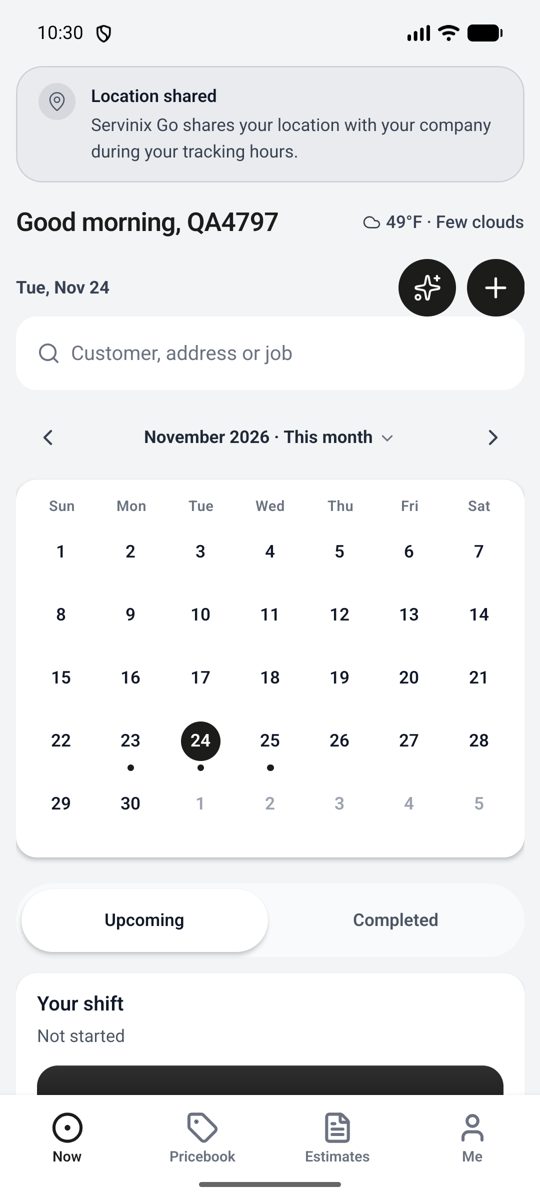 10:30
Location shared
Servinix Go shares your location with your company
during your tracking hours.
Good morning, QA4797
49°F · Few clouds
Tue, Nov 24
Customer, address or job
November 2026 · This month
Sun Mon Tue Wed Thu Fri Sat
1 2 3 4 5 6 7
8 9 10 11 12 13 14
15 16 17 18 19 20 21
22 23 24 25 26 27 28
29 30 1 2 3 4 5
Upcoming Completed
Your shift
Not started
Now Pricebook Estimates Me